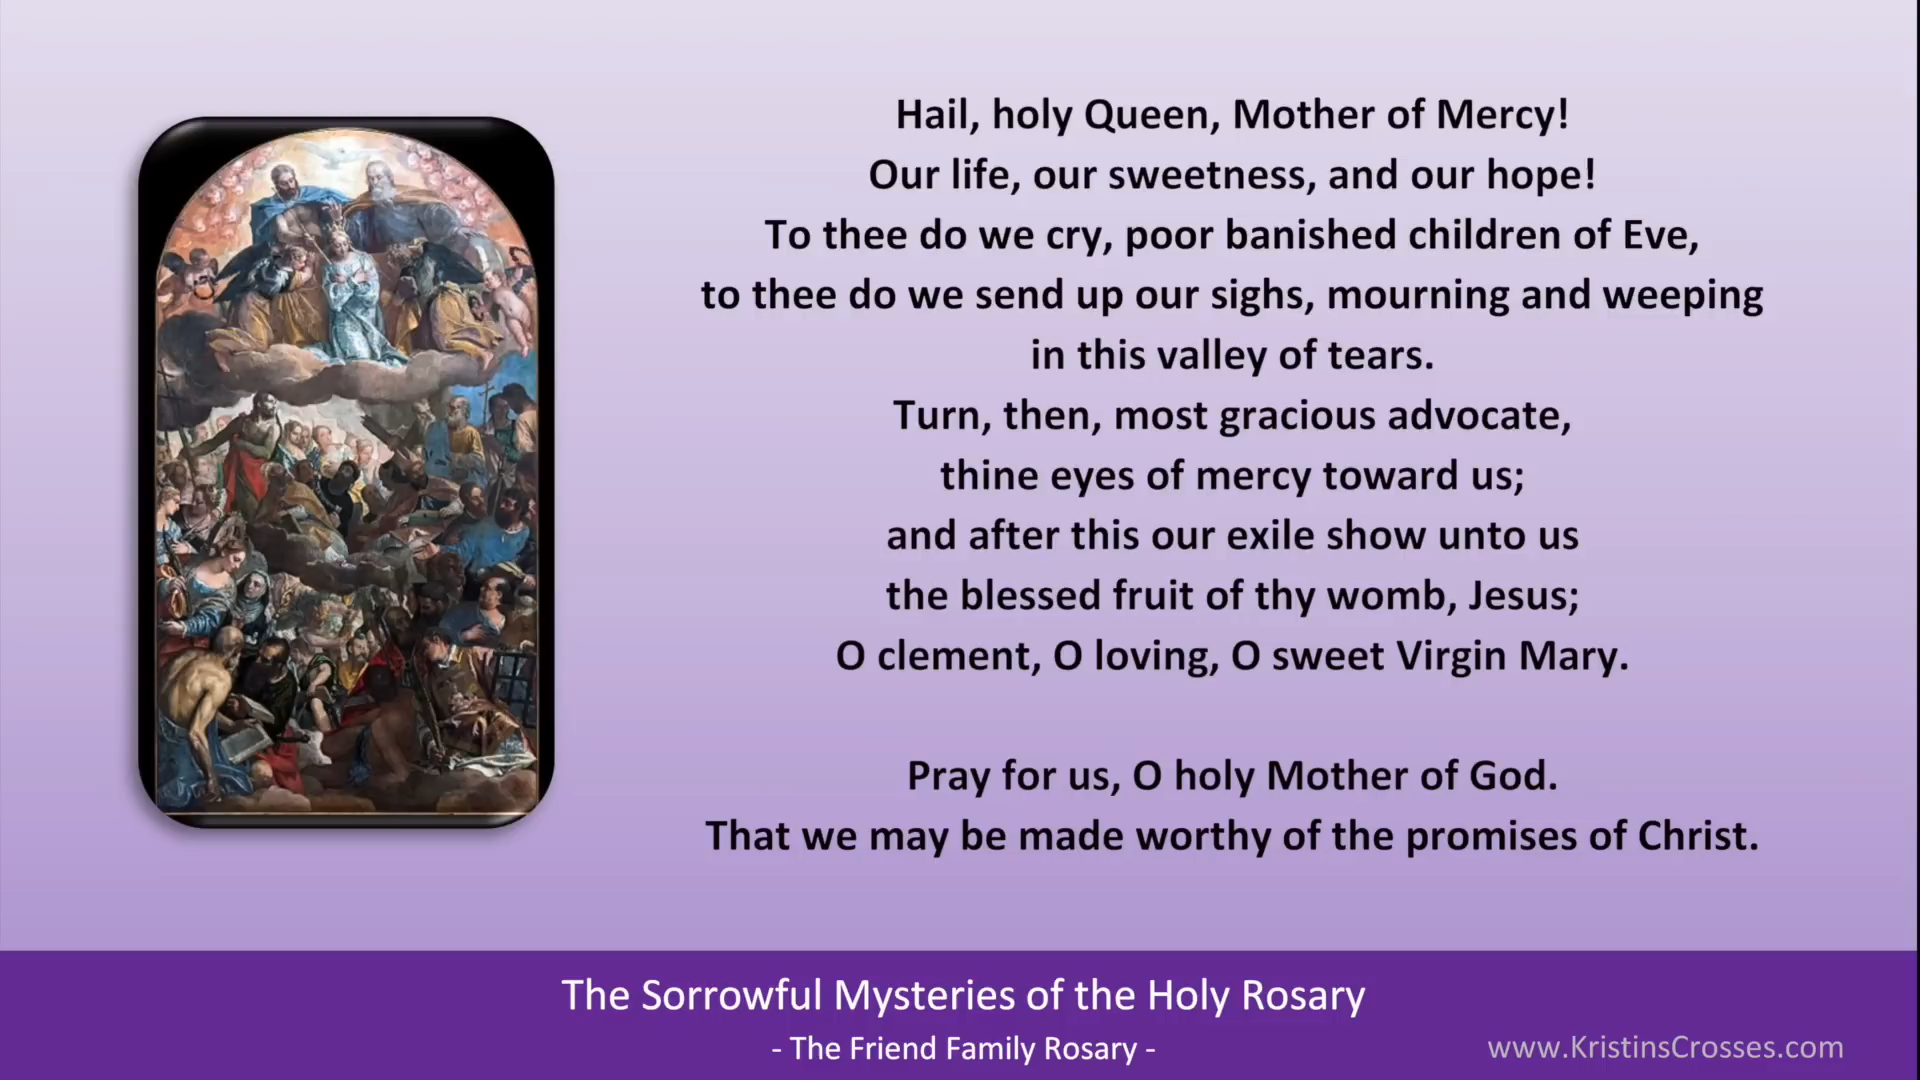 Hail, holy Queen, Mother of Mercy!
Our life, our sweetness, and our hope!
To thee do we cry, poor banished children of Eve,
to thee do we send up our sighs, mourning and weeping
in this valley of tears.
Turn, then, most gracious advocate,
thine eyes of mercy toward us;
and after this our exile show unto us
the blessed fruit of thy womb, Jesus;
O clement, O loving, O sweet Virgin Mary.
Pray for us, O holy Mother of God.
That we may be made worthy of the promises of Christ.
The Sorrowful Mysteries of the Holy Rosary
- The Friend Family Rosary -
www.KristinsCrosses.com